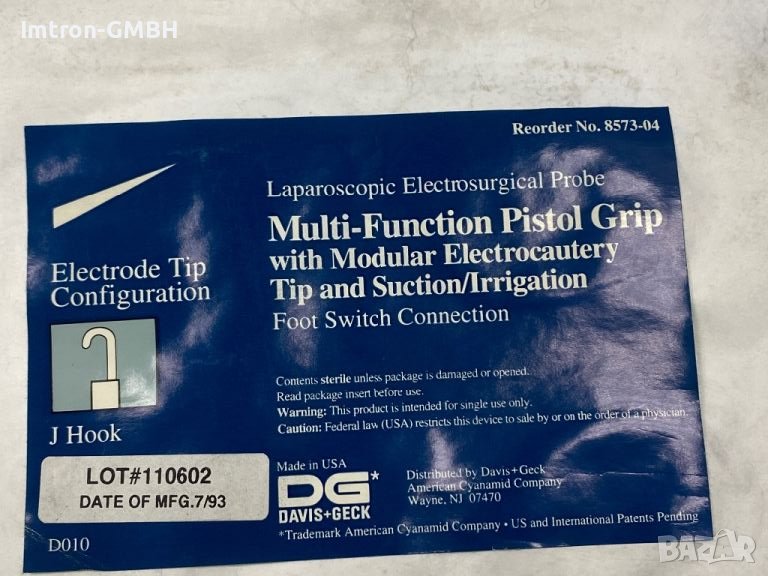 Imtron-GMBH
Reorder No. 8573-04
Laparoscopic Electrosurgical Probe
Multi-Function Pistol Grip
with Modular Electrocautery
Tip and Suction/Irrigation
Foot Switch Connection
Electrode Tip
Configuration
J Hook
Contents sterile unless package is damaged or opened.
Read package insert before use.
Warning: This product is intended for single use only.
Caution: Federal law (USA) restricts this device to sale by or on the order of a physician.
LOT#110602
DATE OF MFG.7/93
D010
Made in USA
DG*
DAVIS+GECK
Distributed by Davis+Geck
American Cyanamid Company
Wayne, NJ 07470
*Trademark American Cyanamid Company • US and International Patents Pending
BAZAR